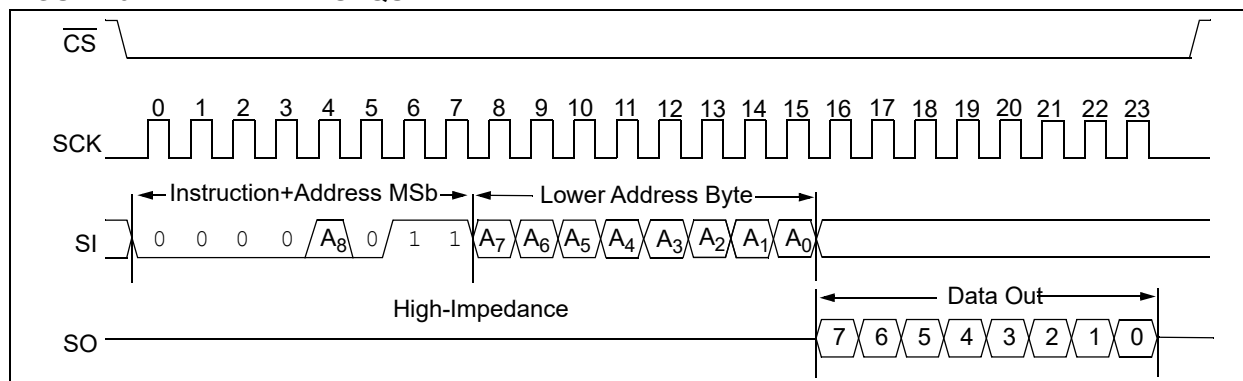 CS
0 1 2 3 4 5 6 7 8 9 10 11 12 13 14 15 16 17 18 19 20 21 22 23
SCK
Instruction+Address MSb Lower Address Byte
SI 0 0 0 0 A8 0 1 1 A7 A6 A5 A4 A3 A2 A1 A0
High-Impedance Data Out
SO 7 6 5 4 3 2 1 0